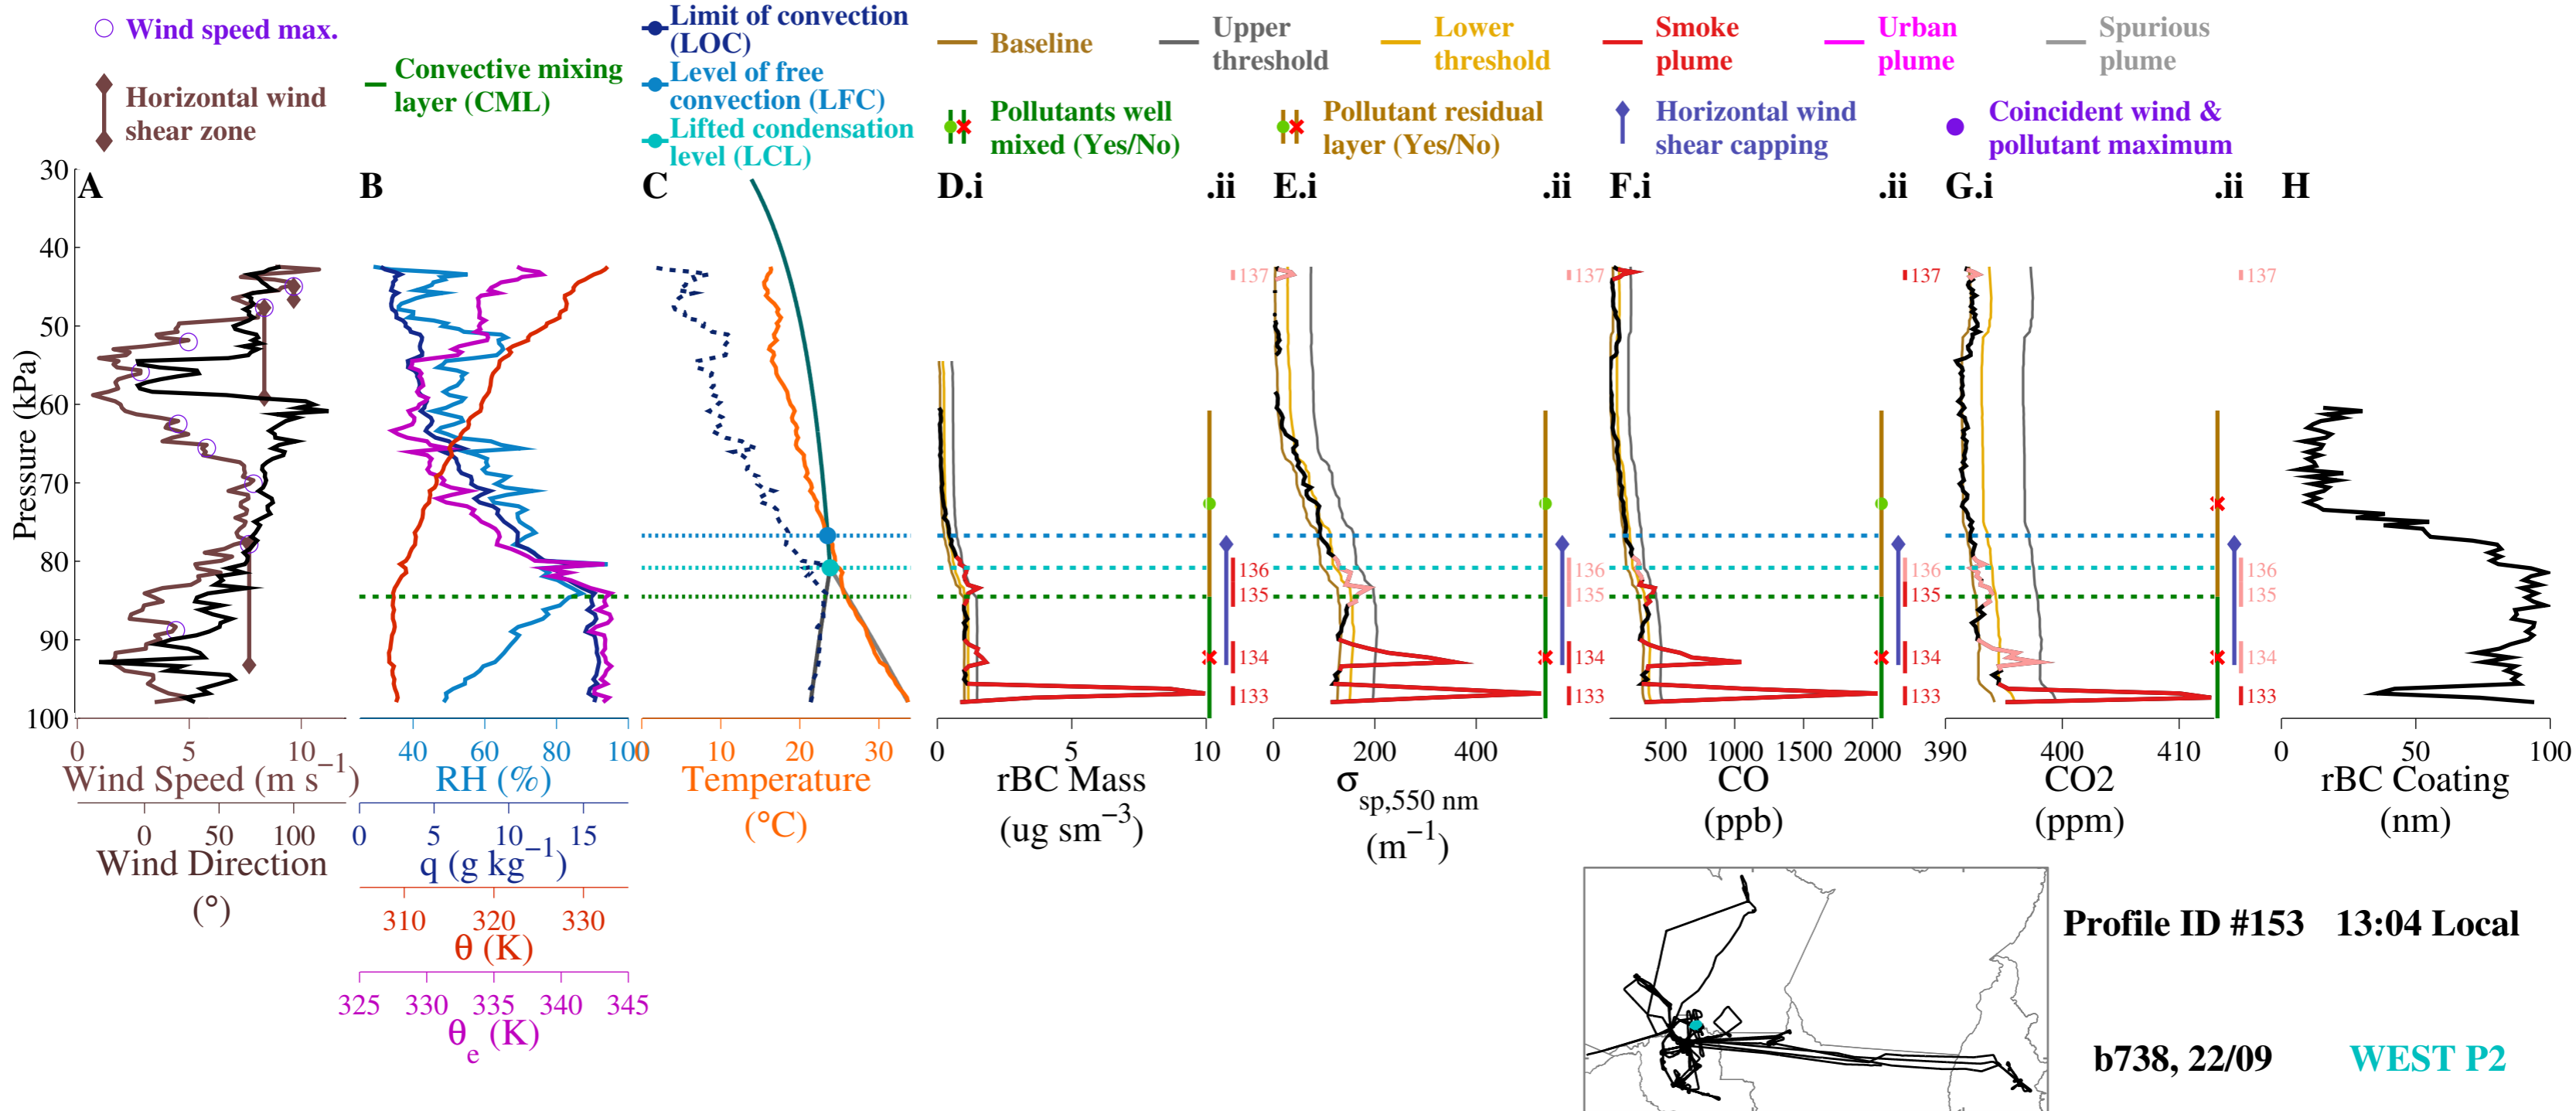 Wind speed max.
Horizontal wind
shear zone
Convective mixing
layer (CML)
Limit of convection
(LOC)
Level of free
convection (LFC)
Lifted condensation
level (LCL)
Baseline
Upper
threshold
Lower
threshold
Smoke
plume
Urban
plume
Spurious
plume
Pollutants well
mixed (Yes/No)
Pollutant residual
layer (Yes/No)
Horizontal wind
shear capping
Coincident wind &
pollutant maximum
A
B
C
D.i
.ii
E.i
.ii
F.i
.ii
G.i
.ii
H
Pressure (kPa)
30
40
50
60
70
80
90
100
0 5 10
Wind Speed (m s−1)
0 50 100
Wind Direction
(°)
40 60 80 100
RH (%)
0 5 10 15
q (g kg−1)
310 320 330
θ (K)
325 330 335 340 345
θe (K)
0 10 20 30
Temperature
(°C)
0 5 10
rBC Mass
(ug sm−3)
137
136
135
134
133
0 200 400
σsp,550 nm
(m−1)
137
136
135
134
133
500 1000 1500 2000
CO
(ppb)
137
136
135
134
133
390 400 410
CO2
(ppm)
137
136
135
134
133
0 50 100
rBC Coating
(nm)
Profile ID #153 13:04 Local
b738, 22/09 WEST P2